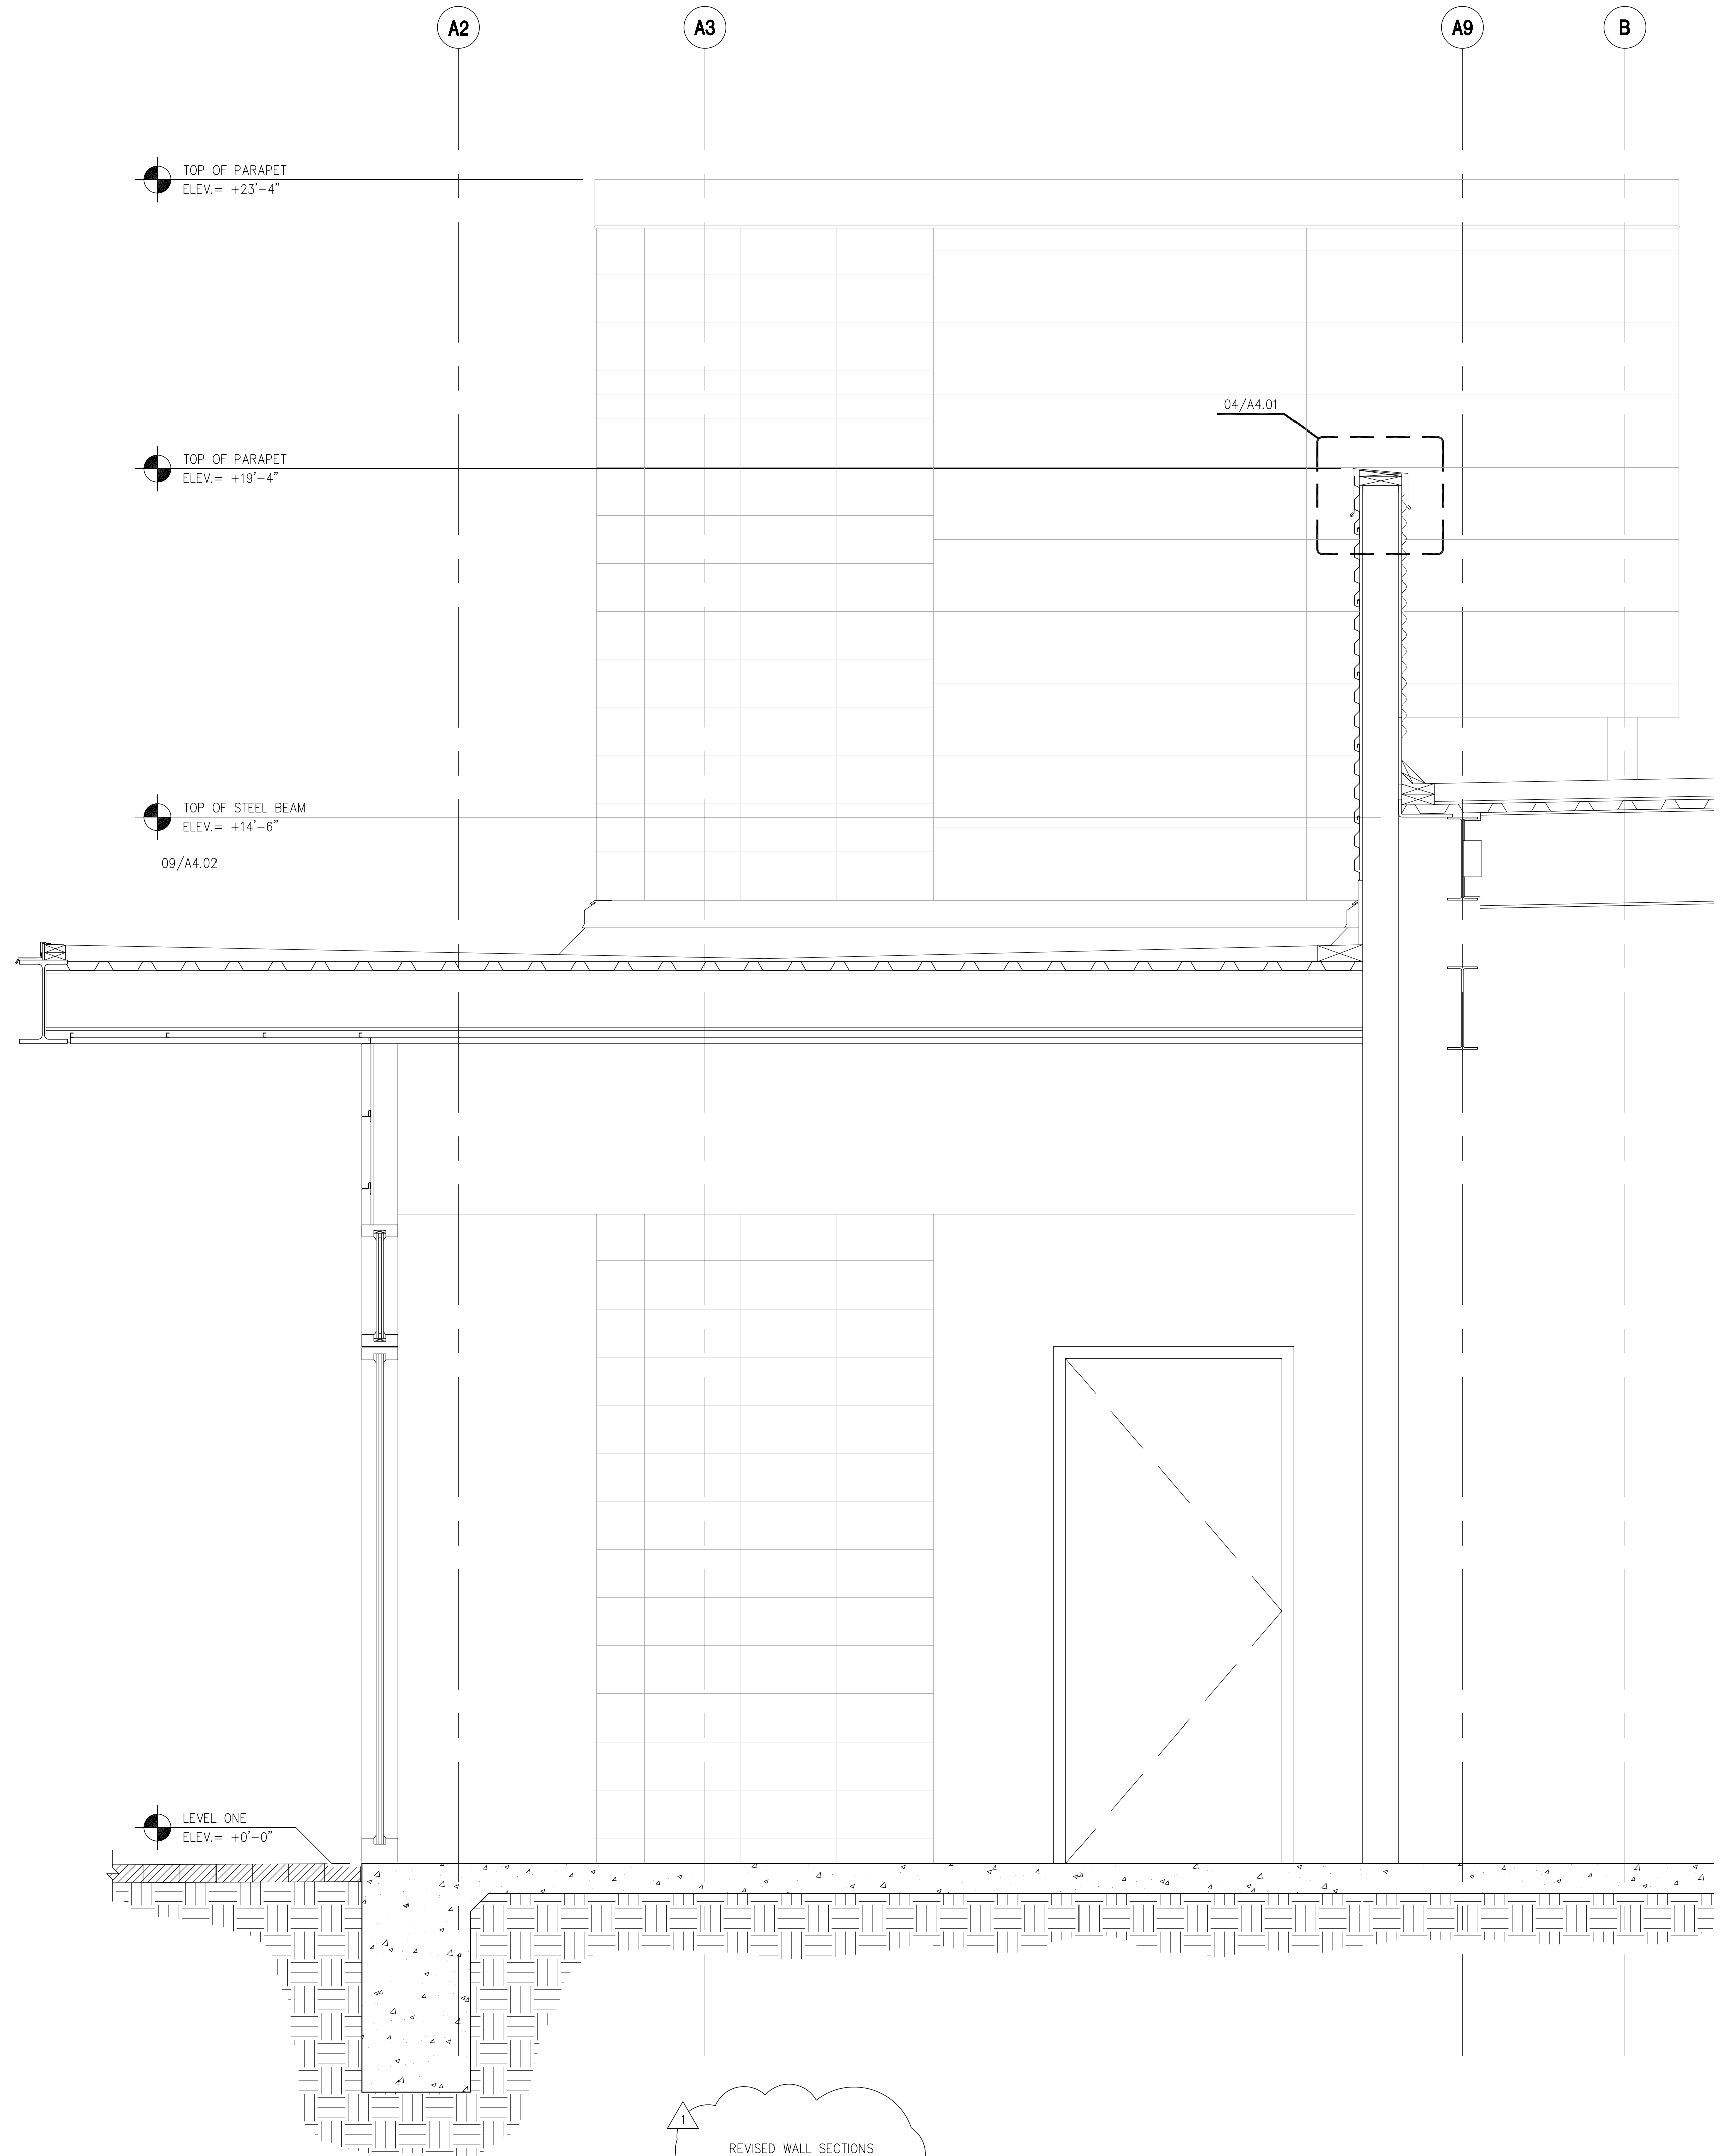 A2
A3
A9
B
TOP OF PARAPET
ELEV.= +23'-4"
04/A4.01
TOP OF PARAPET
ELEV.= +19'-4"
TOP OF STEEL BEAM
ELEV.= +14'-6"
09/A4.02
LEVEL ONE
ELEV.= +0'-0"
1
REVISED WALL SECTIONS